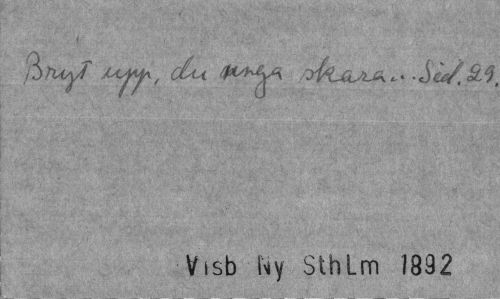 Bryt upp, du unga skara... Sid. 29.
Visb Ny SthLm 1892